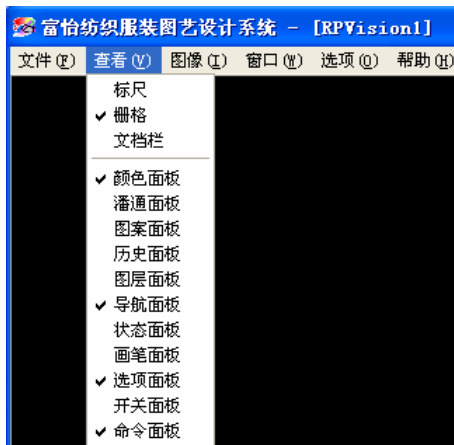 富怡纺织服装图艺设计系统 - [RPVision1]
文件(F) 查看(V) 图像(I) 窗口(W) 选项(O) 帮助(H)
标尺
✔ 栅格
文档栏
✔ 颜色面板
潘通面板
图案面板
历史面板
图层面板
✔ 导航面板
状态面板
画笔面板
✔ 选项面板
开关面板
✔ 命令面板